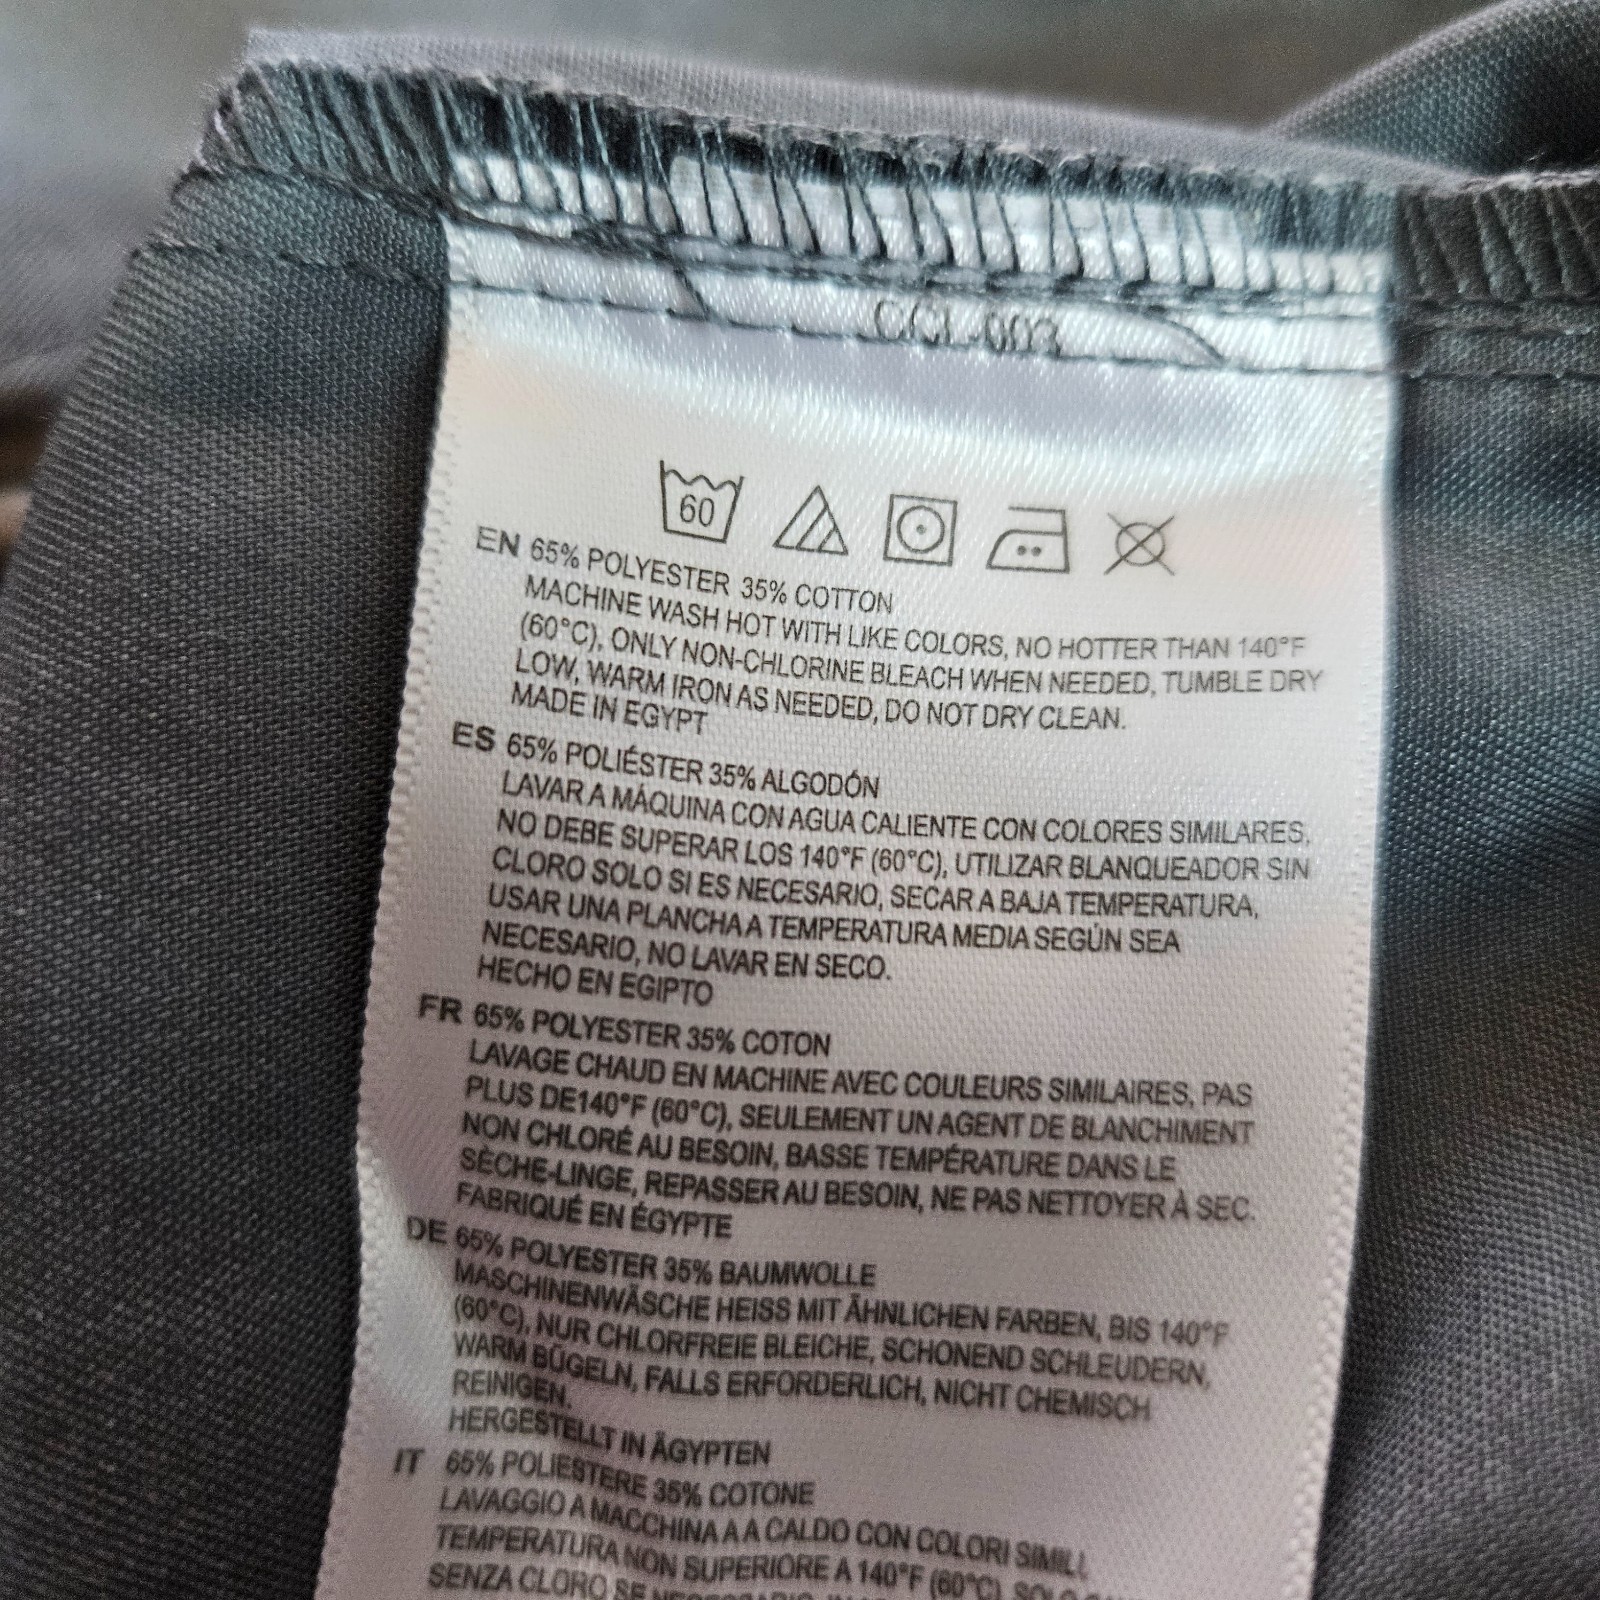 CCL-003
60
EN 65% POLYESTER 35% COTTON
MACHINE WASH HOT WITH LIKE COLORS, NO HOTTER THAN 140°F
(60°C), ONLY NON-CHLORINE BLEACH WHEN NEEDED, TUMBLE DRY
LOW, WARM IRON AS NEEDED, DO NOT DRY CLEAN.
MADE IN EGYPT
ES 65% POLIÉSTER 35% ALGODÓN
LAVAR A MÁQUINA CON AGUA CALIENTE CON COLORES SIMILARES,
NO DEBE SUPERAR LOS 140°F (60°C), UTILIZAR BLANQUEADOR SIN
CLORO SOLO SI ES NECESARIO, SECAR A BAJA TEMPERATURA,
USAR UNA PLANCHA A TEMPERATURA MEDIA SEGÚN SEA
NECESARIO, NO LAVAR EN SECO.
HECHO EN EGIPTO
FR 65% POLYESTER 35% COTON
LAVAGE CHAUD EN MACHINE AVEC COULEURS SIMILAIRES, PAS
PLUS DE140°F (60°C), SEULEMENT UN AGENT DE BLANCHIMENT
NON CHLORÉ AU BESOIN, BASSE TEMPÉRATURE DANS LE
SÈCHE-LINGE, REPASSER AU BESOIN, NE PAS NETTOYER À SEC.
FABRIQUÉ EN ÉGYPTE
DE 65% POLYESTER 35% BAUMWOLLE
MASCHINENWÄSCHE HEISS MIT ÄHNLICHEN FARBEN, BIS 140°F
(60°C), NUR CHLORFREIE BLEICHE, SCHONEND SCHLEUDERN,
WARM BÜGELN, FALLS ERFORDERLICH, NICHT CHEMISCH
REINIGEN.
HERGESTELLT IN ÄGYPTEN
IT 65% POLIESTERE 35% COTONE
LAVAGGIO A MACCHINA A A CALDO CON COLORI SIMILI,
TEMPERATURA NON SUPERIORE A 140°F (60°C), SOLO
SENZA CLORO SE